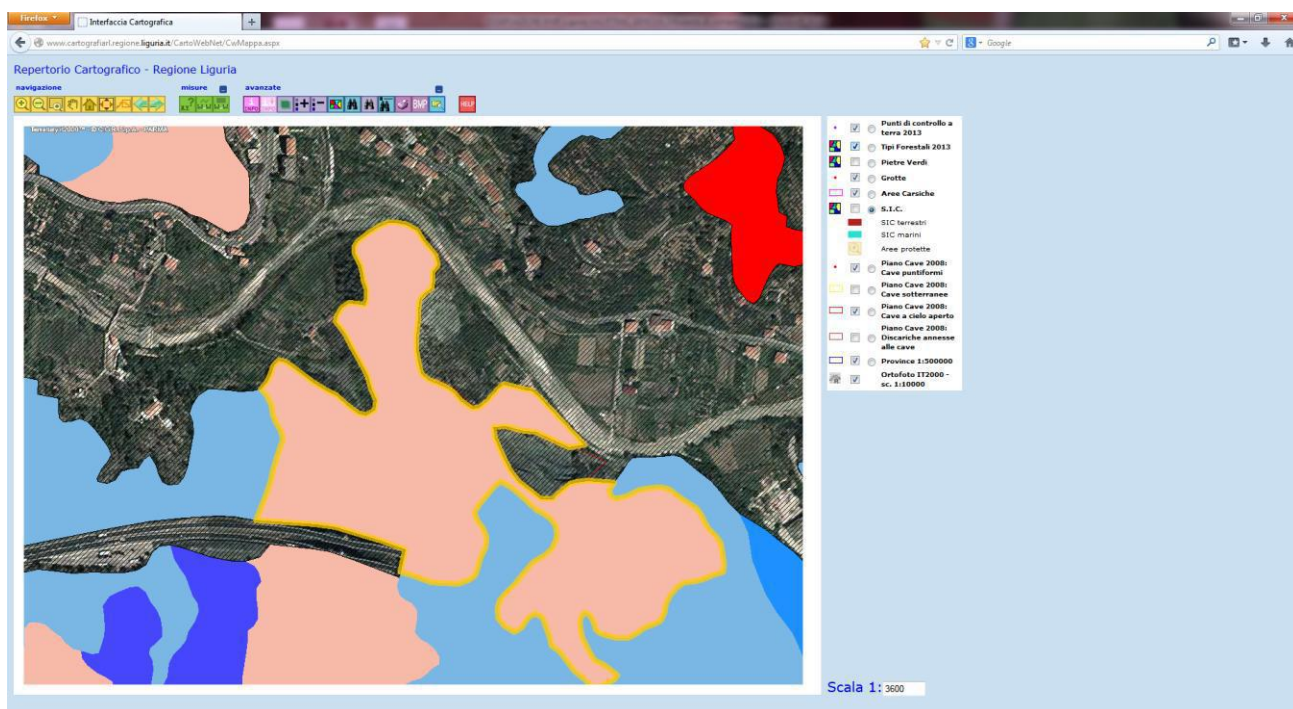 Firefox
Interfaccia Cartografica
www.cartografiarl.regione.liguria.it/CartoWebNet/CwMappa.aspx
Google
Repertorio Cartografico - Regione Liguria
navigazione
misure
avanzate
INFO
BMP
HELP
Punti di controllo a
terra 2013
Tipi Forestali 2013
Pietre Verdi
Grotte
Aree Carsiche
S.I.C.
SIC terrestri
SIC marini
Aree protette
Piano Cave 2008:
Cave puntiformi
Piano Cave 2008:
Cave sotterranee
Piano Cave 2008:
Cave a cielo aperto
Piano Cave 2008:
Discariche annesse
alle cave
Province 1:500000
Ortofoto IT2000 -
sc. 1:10000
Scala 1: 3600